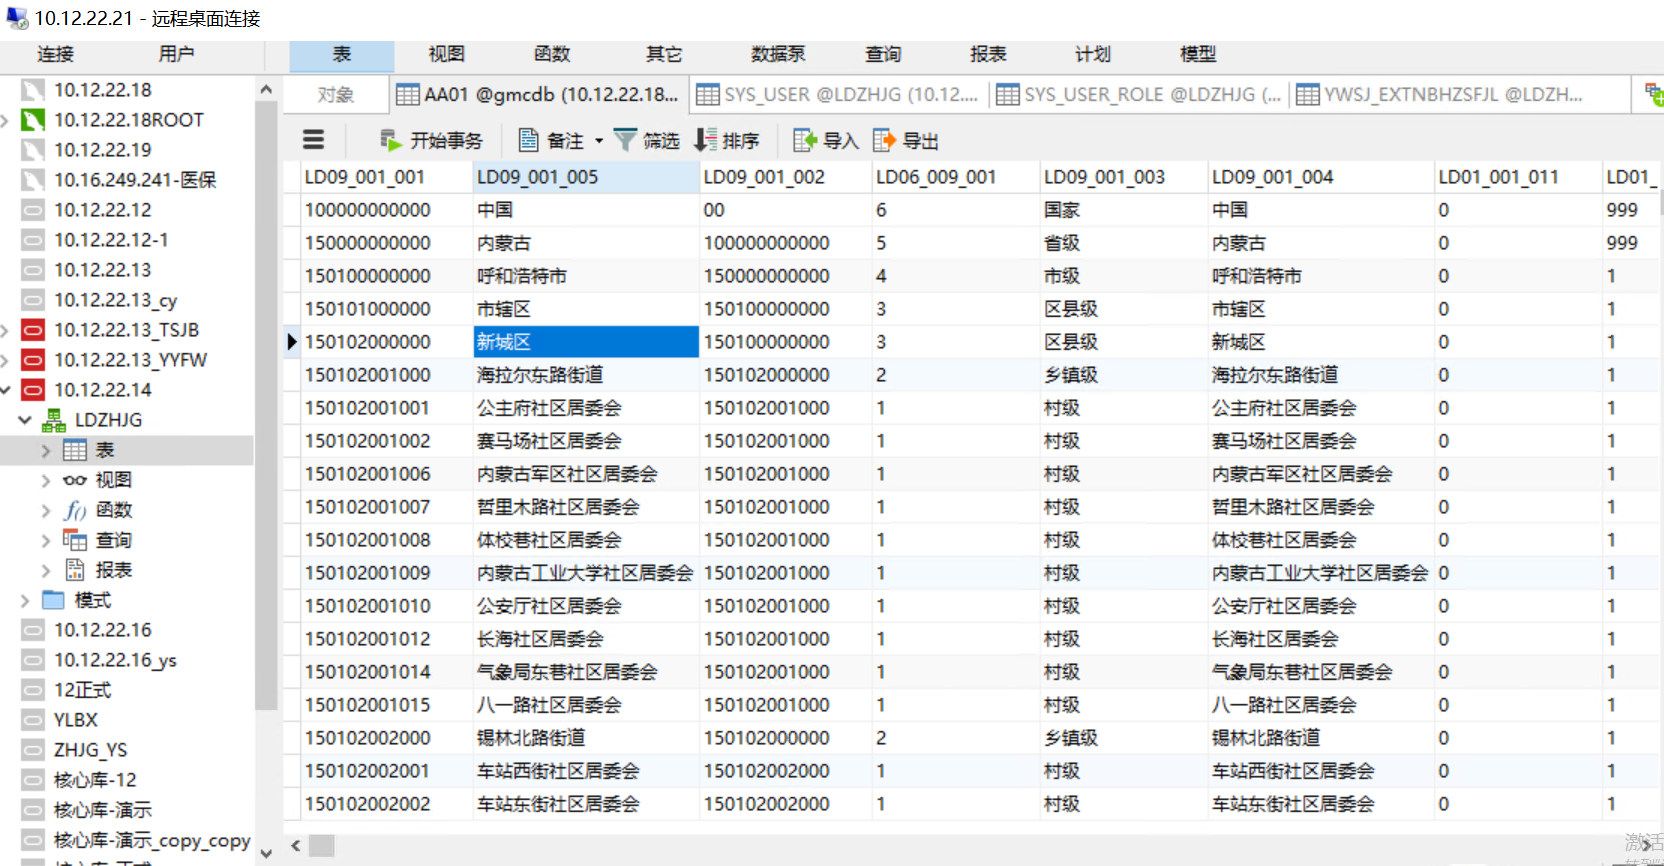 10.12.22.21 - 远程桌面连接
连接 用户 表 视图 函数 其它 数据泵 查询 报表 计划 模型
对象 AA01 @gmcdb (10.12.22.18... SYS_USER @LDZHJG (10.12.... SYS_USER_ROLE @LDZHJG (... YWSJ_EXTNBHZSFJL @LDZH...
开始事务 备注 筛选 排序 导入 导出
10.12.22.18
10.12.22.18ROOT
10.12.22.19
10.16.249.241-医保
10.12.22.12
10.12.22.12-1
10.12.22.13
10.12.22.13_cy
10.12.22.13_TSJB
10.12.22.13_YYFW
10.12.22.14
LDZHJG
表
视图
函数
查询
报表
模式
10.12.22.16
10.12.22.16_ys
12正式
YLBX
ZHJG_YS
核心库-12
核心库-演示
核心库-演示_copy_copy
LD09_001_001 LD09_001_005 LD09_001_002 LD06_009_001 LD09_001_003 LD09_001_004 LD01_001_011 LD01_
100000000000 中国 00 6 国家 中国 0 999
150000000000 内蒙古 100000000000 5 省级 内蒙古 0 999
150100000000 呼和浩特市 150000000000 4 市级 呼和浩特市 0 1
150101000000 市辖区 150100000000 3 区县级 市辖区 0 1
150102000000 新城区 150100000000 3 区县级 新城区 0 1
150102001000 海拉尔东路街道 150102000000 2 乡镇级 海拉尔东路街道 0 1
150102001001 公主府社区居委会 150102001000 1 村级 公主府社区居委会 0 1
150102001002 赛马场社区居委会 150102001000 1 村级 赛马场社区居委会 0 1
150102001006 内蒙古军区社区居委会 150102001000 1 村级 内蒙古军区社区居委会 0 1
150102001007 哲里木路社区居委会 150102001000 1 村级 哲里木路社区居委会 0 1
150102001008 体校巷社区居委会 150102001000 1 村级 体校巷社区居委会 0 1
150102001009 内蒙古工业大学社区居委会 150102001000 1 村级 内蒙古工业大学社区居委会 0 1
150102001010 公安厅社区居委会 150102001000 1 村级 公安厅社区居委会 0 1
150102001012 长海社区居委会 150102001000 1 村级 长海社区居委会 0 1
150102001014 气象局东巷社区居委会 150102001000 1 村级 气象局东巷社区居委会 0 1
150102001015 八一路社区居委会 150102001000 1 村级 八一路社区居委会 0 1
150102002000 锡林北路街道 150102000000 2 乡镇级 锡林北路街道 0 1
150102002001 车站西街社区居委会 150102002000 1 村级 车站西街社区居委会 0 1
150102002002 车站东街社区居委会 150102002000 1 村级 车站东街社区居委会 0 1
激活